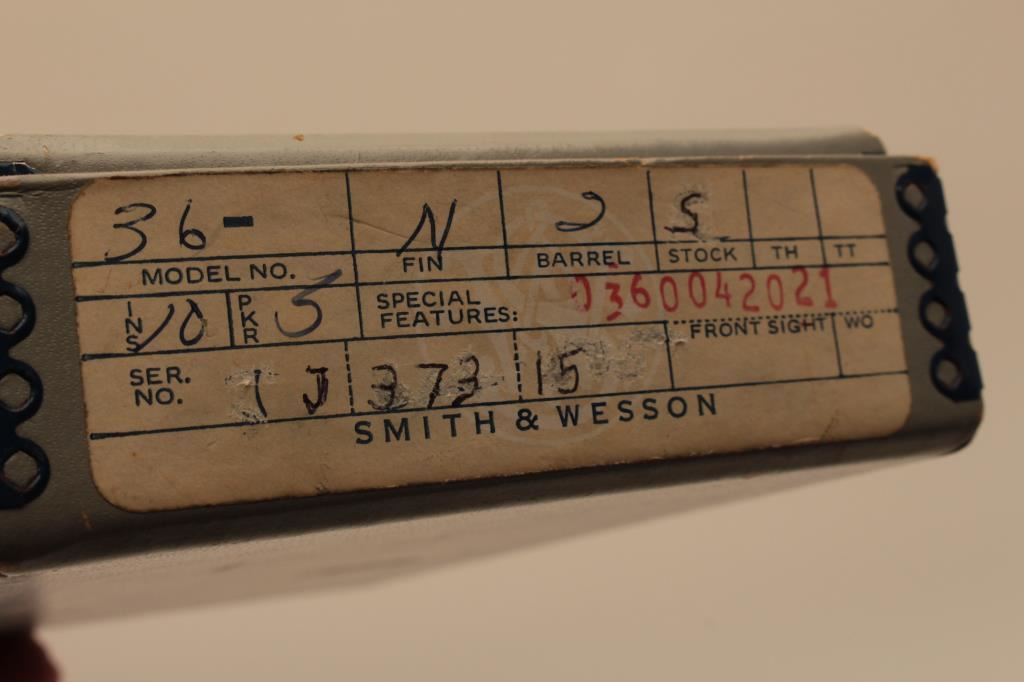 36- N 2 S
MODEL NO. FIN BARREL STOCK TH TT
INS 10 PKR 5 SPECIAL FEATURES: 0360042021
FRONT SIGHT WO
SER. NO. 1 J 373 15
SMITH & WESSON